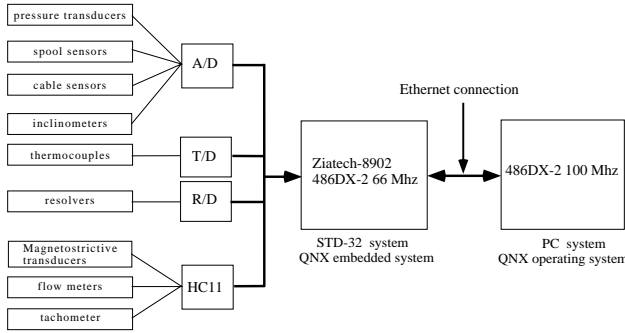 pressure transducers
spool sensors
cable sensors
inclinometers
thermocouples
resolvers
Magnetostrictive
transducers
flow meters
tachometer
A/D
T/D
R/D
HC11
Ziatech-8902
486DX-2 66 Mhz
STD-32 system
QNX embedded system
Ethernet connection
486DX-2 100 Mhz
PC system
QNX operating system